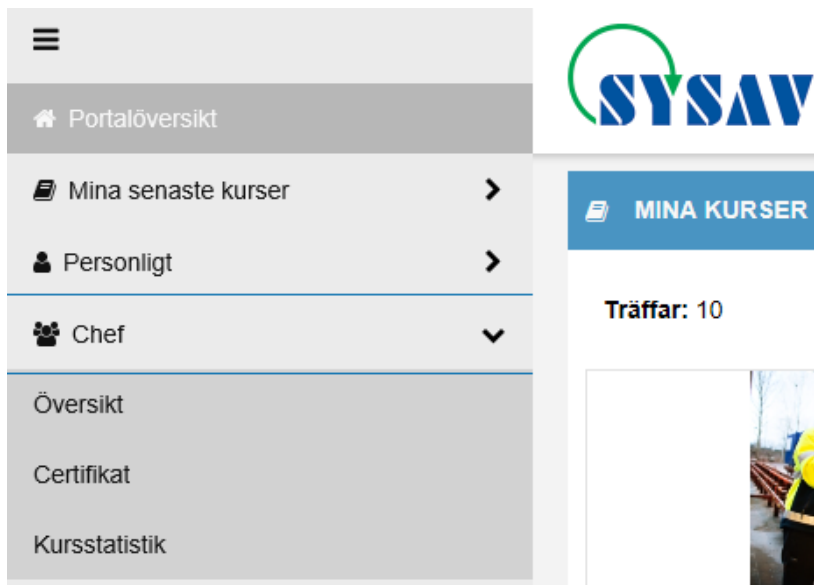 Portalöversikt
Mina senaste kurser
Personligt
Chef
Översikt
Certifikat
Kursstatistik
SYSAV
MINA KURSER
Träffar: 10